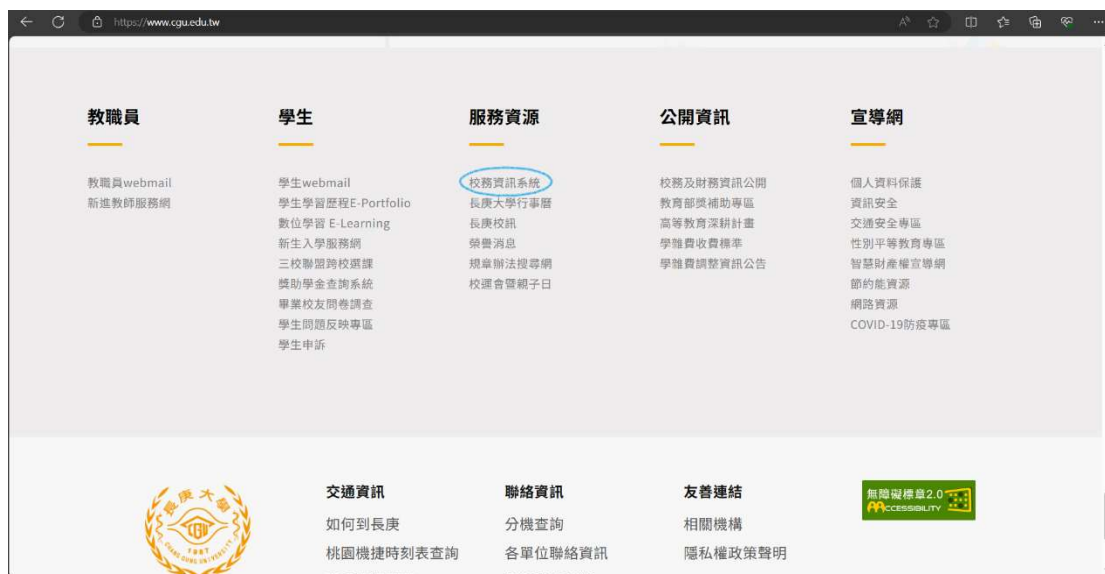 https://www.cgu.edu.tw
教職員
教職員webmail
新進教師服務網
學生
學生webmail
學生學習歷程E-Portfolio
數位學習 E-Learning
新生入學服務網
三校聯盟跨校選課
獎助學金查詢系統
畢業校友問卷調查
學生問題反映專區
學生申訴
服務資源
校務資訊系統
長庚大學行事曆
長庚校訊
榮譽消息
規章辦法搜尋網
校運會暨親子日
公開資訊
校務及財務資訊公開
教育部獎補助專區
高等教育深耕計畫
學雜費收費標準
學雜費調整資訊公告
宣導網
個人資料保護
資訊安全
交通安全專區
性別平等教育專區
智慧財產權宣導網
節約能資源
網路資源
COVID-19防疫專區
長庚大學
CGU
1987
CHANG GUNG UNIVERSITY
交通資訊
如何到長庚
桃園機捷時刻表查詢
聯絡資訊
分機查詢
各單位聯絡資訊
友善連結
相關機構
隱私權政策聲明
無障礙標章2.0
ACCESSIBILITY